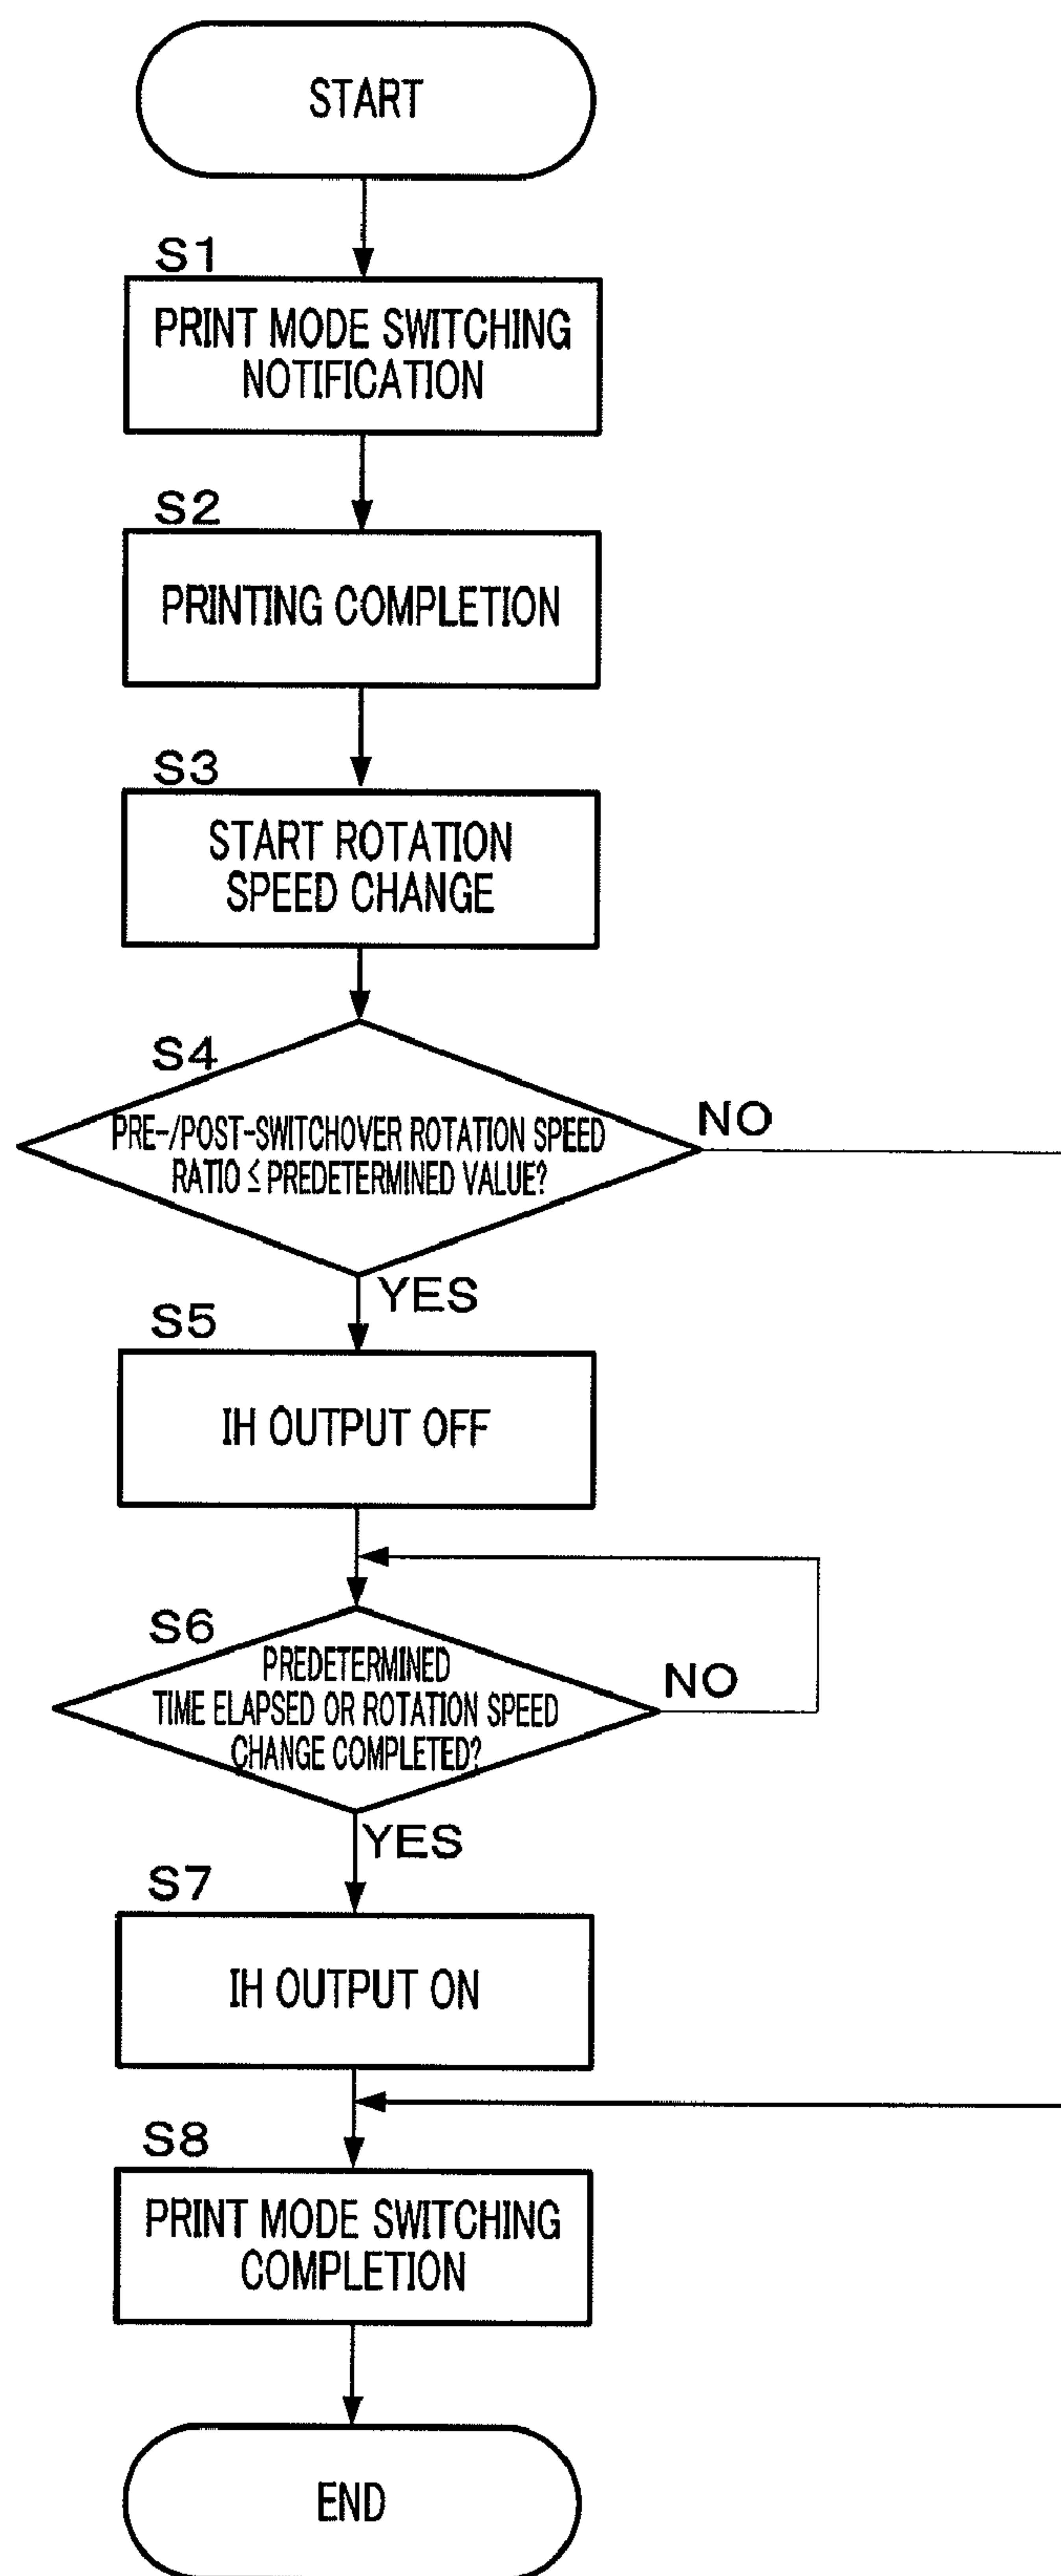 START
S1
PRINT MODE SWITCHING
NOTIFICATION
S2
PRINTING COMPLETION
S3
START ROTATION
SPEED CHANGE
S4
PRE-/POST-SWITCHOVER ROTATION SPEED
RATIO ≤ PREDETERMINED VALUE?
NO
YES
S5
IH OUTPUT OFF
S6
PREDETERMINED
TIME ELAPSED OR ROTATION SPEED
CHANGE COMPLETED?
NO
YES
S7
IH OUTPUT ON
S8
PRINT MODE SWITCHING
COMPLETION
END